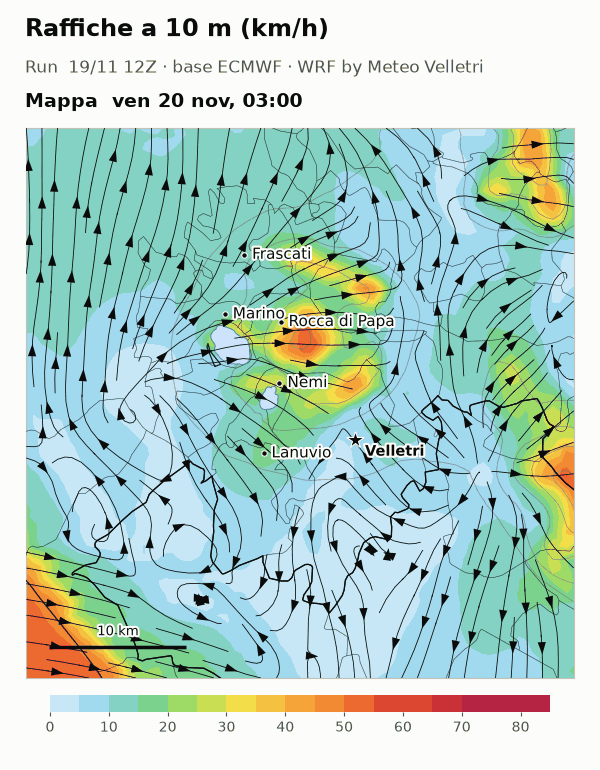 Raffiche a 10 m (km/h)
Run  19/11 12Z · base ECMWF · WRF by Meteo Velletri
Mappa  ven 20 nov, 03:00
Frascati
Marino
Rocca di Papa
Nemi
Velletri
Lanuvio
10 km
0 10 20 30 40 50 60 70 80